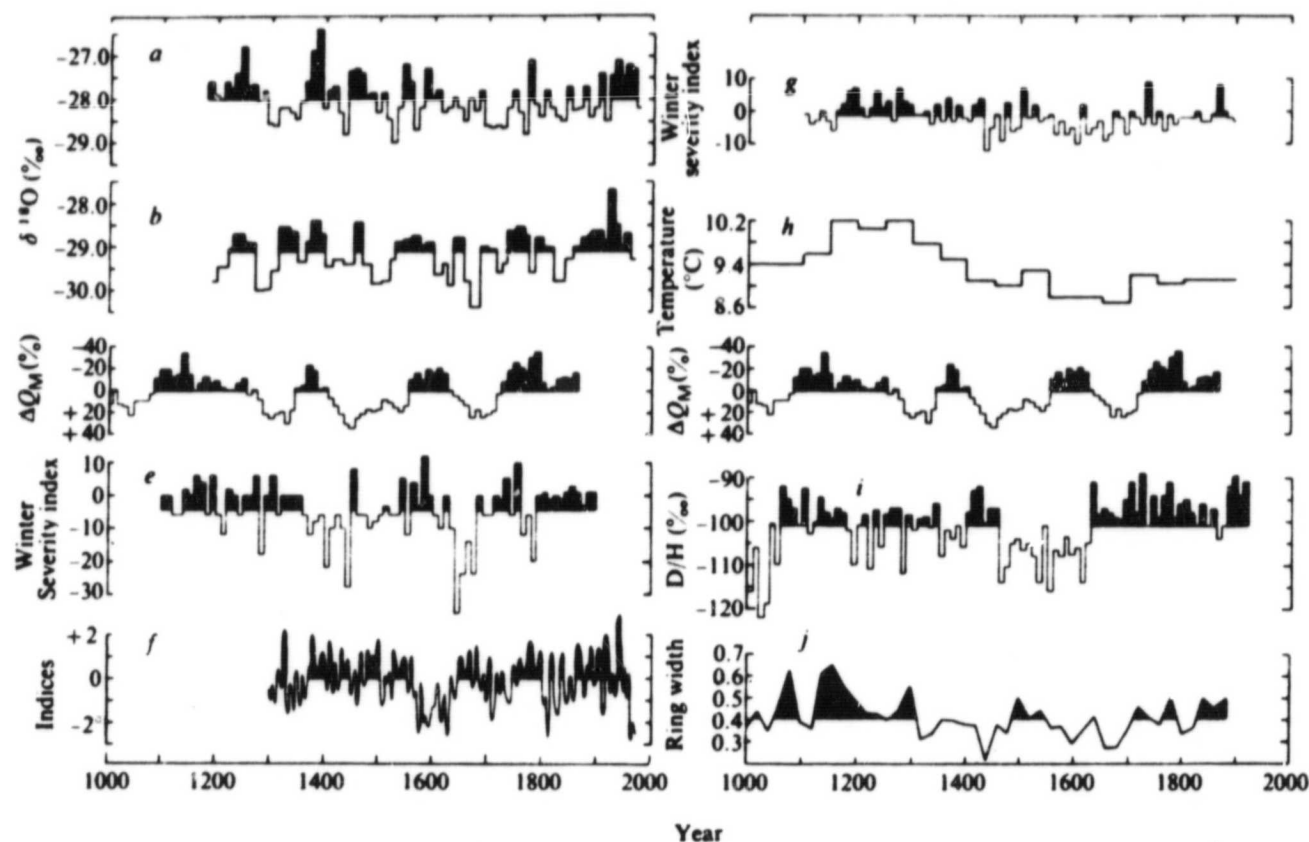 a
-27.0
-28.0
-29.0
b
-28.0
-29.0
-30.0
δ ¹⁸O (‰)
-40
-20
0
+ 20
+ 40
ΔQM (%)
e
10
0
-10
-20
-30
Winter
Severity index
f
+ 2
0
-2
Indices
1000 1200 1400 1600 1800 2000
g
10
0
-10
Winter
severity index
h
10.2
9.4
8.6
Temperature
(°C)
-40
-20
0
+ 20
+ 40
ΔQM (%)
i
-90
-100
-110
-120
D/H (‰)
j
0.7
0.6
0.5
0.4
0.3
Ring width
1000 1200 1400 1600 1800 2000
Year